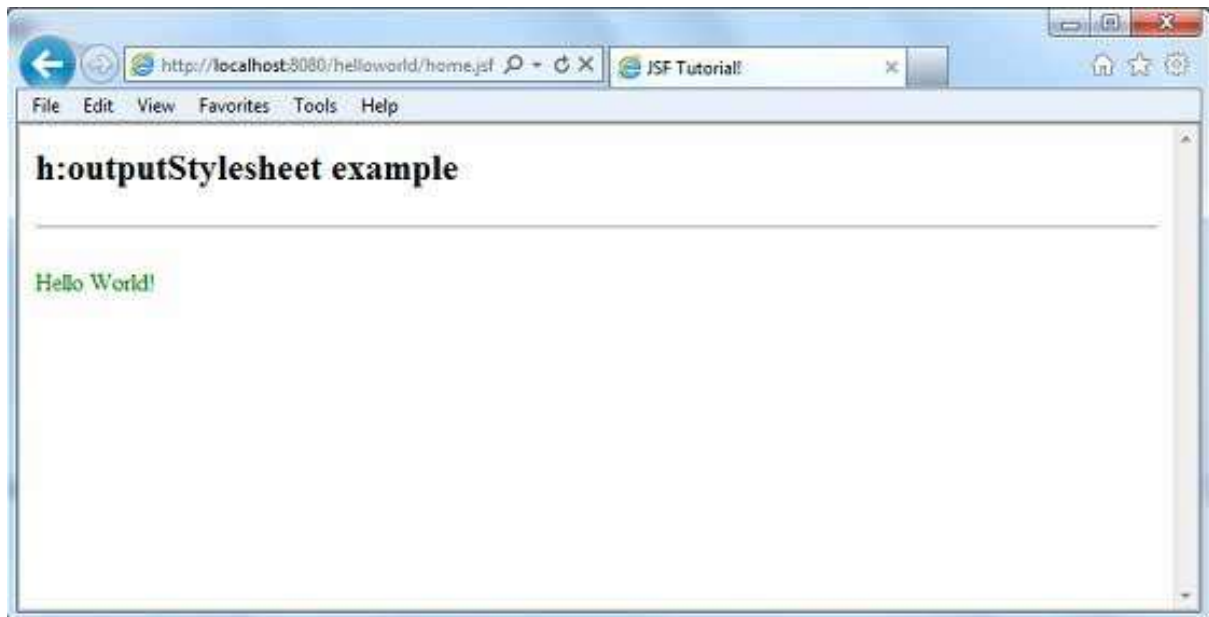 http://localhost:8080/helloworld/home.jsf
JSF Tutorial!
File Edit View Favorites Tools Help
h:outputStylesheet example
Hello World!